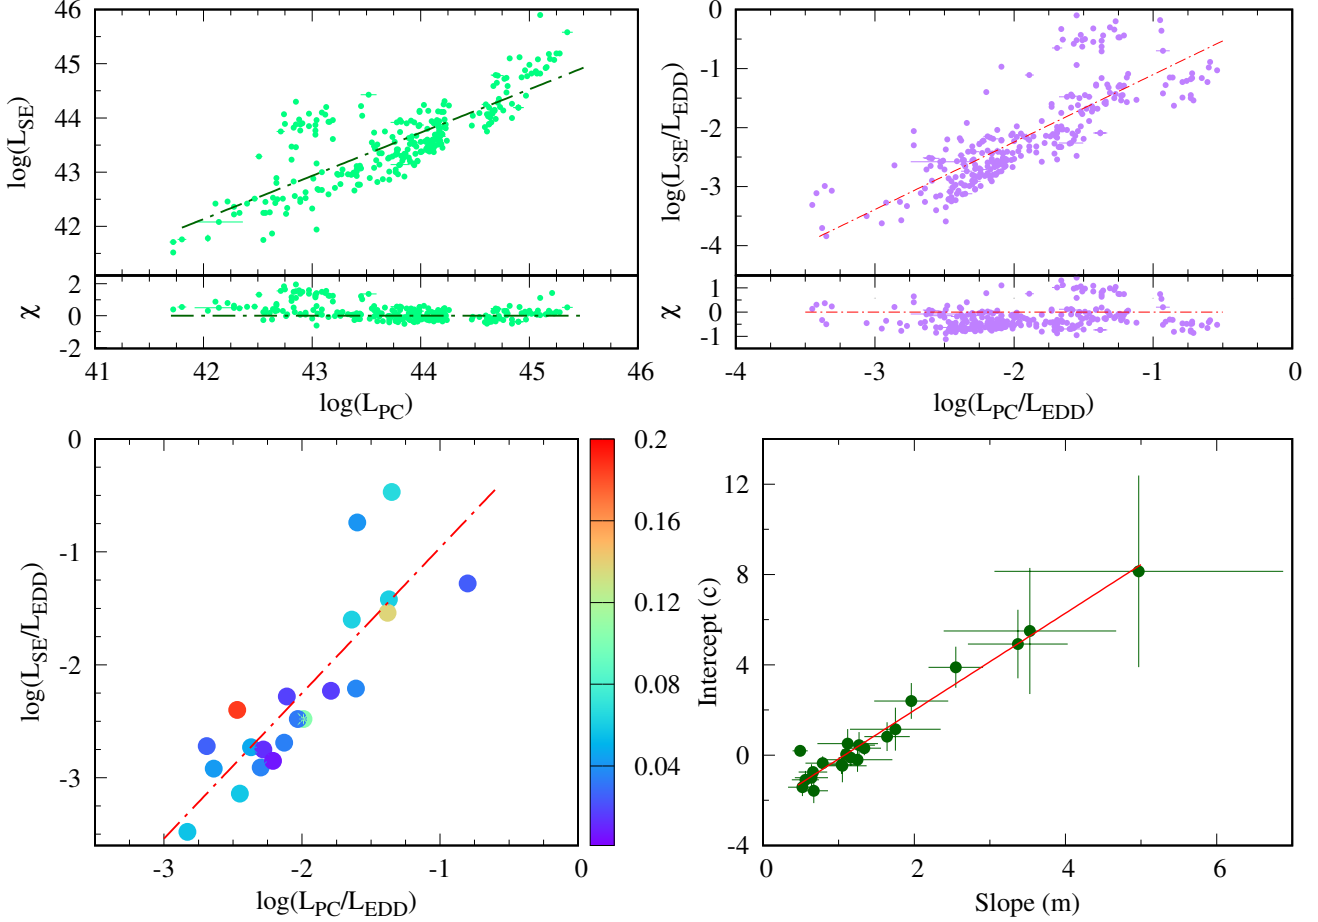 46
45
44
43
42
log(L_SE)
2
0
-2
χ
41 42 43 44 45 46
log(L_PC)
0
-1
-2
-3
-4
log(L_SE/L_EDD)
1
0
-1
χ
-4 -3 -2 -1 0
log(L_PC/L_EDD)
0
-1
-2
-3
log(L_SE/L_EDD)
-3 -2 -1 0
log(L_PC/L_EDD)
0.2
0.16
0.12
0.08
0.04
12
8
4
0
-4
Intercept (c)
0 2 4 6
Slope (m)